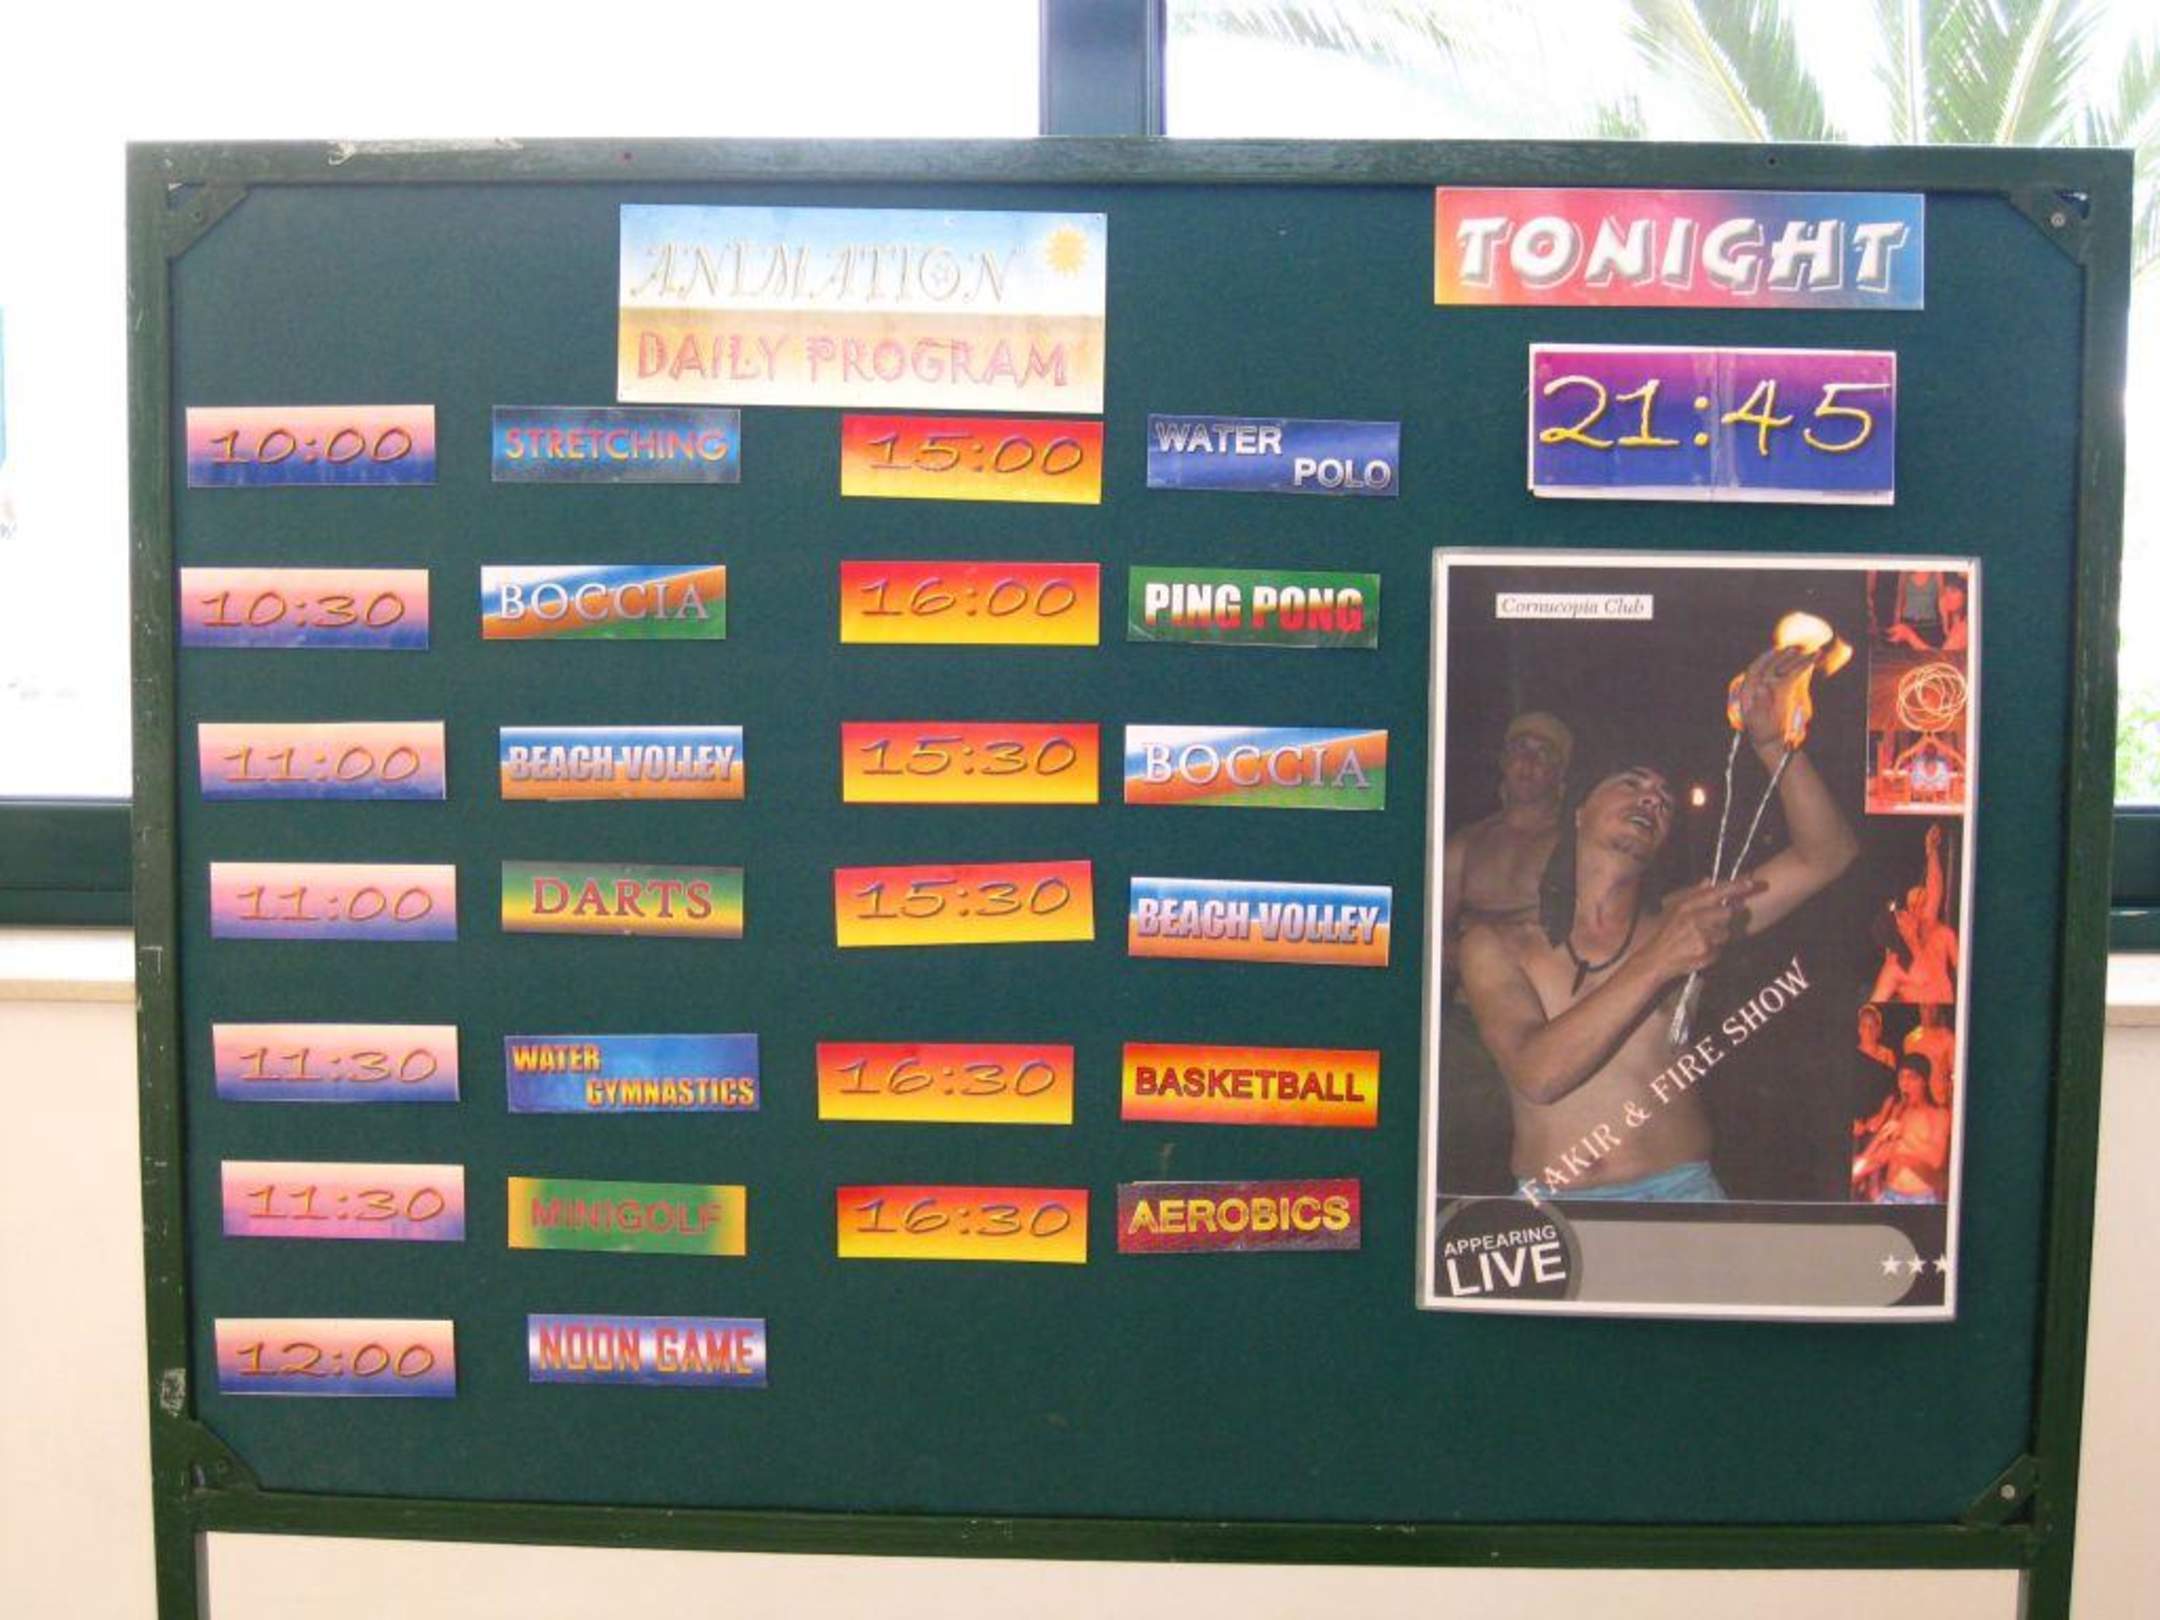 ANIMATION
DAILY PROGRAM
10:00 STRETCHING
10:30 BOCCIA
11:00 BEACH VOLLEY
11:00 DARTS
11:30 WATER
GYMNASTICS
11:30 MINIGOLF
12:00 NOON GAME
15:00 WATER
POLO
16:00 PING PONG
15:30 BOCCIA
15:30 BEACH VOLLEY
16:30 BASKETBALL
16:30 AEROBICS
TONIGHT
21:45
Cornucopia Club
FAKIR & FIRE SHOW
APPEARING
LIVE